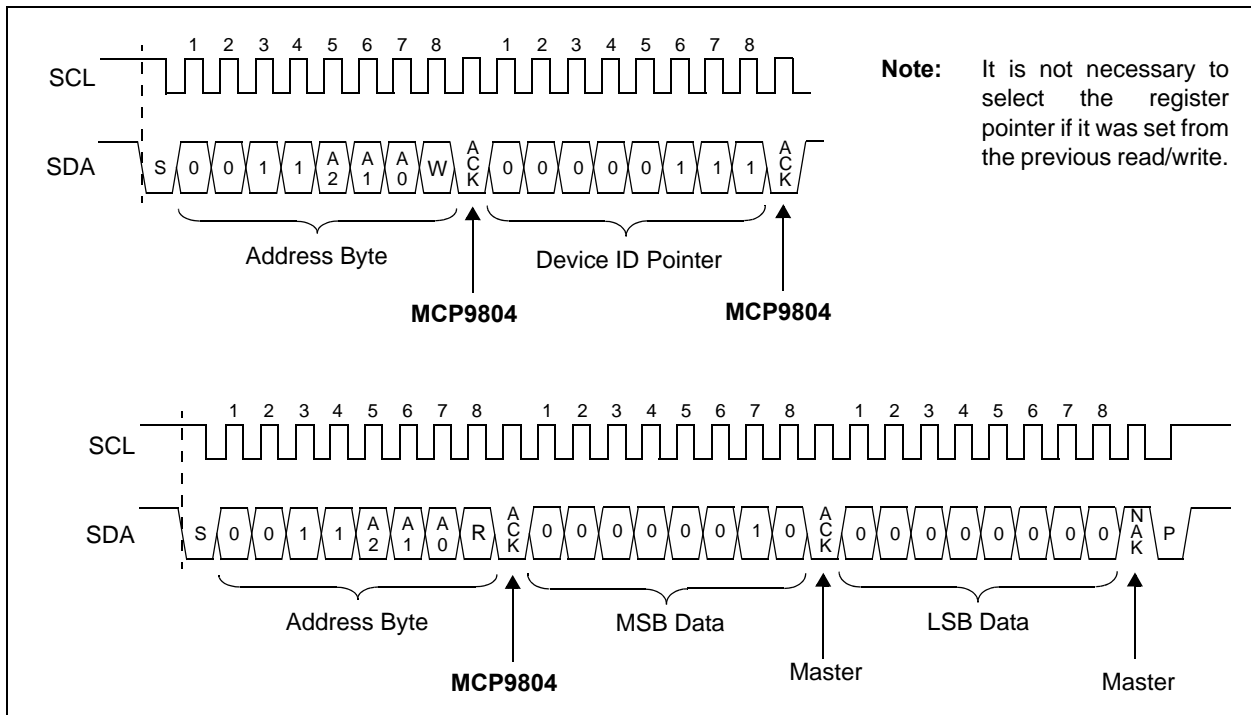 1 2 3 4 5 6 7 8 1 2 3 4 5 6 7 8
SCL
SDA
S 0 0 1 1 A2 A1 A0 W ACK 0 0 0 0 0 1 1 1 ACK
Address Byte
Device ID Pointer
MCP9804
MCP9804
Note: It is not necessary to
select the register
pointer if it was set from
the previous read/write.
1 2 3 4 5 6 7 8 1 2 3 4 5 6 7 8 1 2 3 4 5 6 7 8
SCL
SDA
S 0 0 1 1 A2 A1 A0 R ACK 0 0 0 0 0 0 1 0 ACK 0 0 0 0 0 0 0 0 NAK P
Address Byte
MSB Data
LSB Data
MCP9804
Master
Master